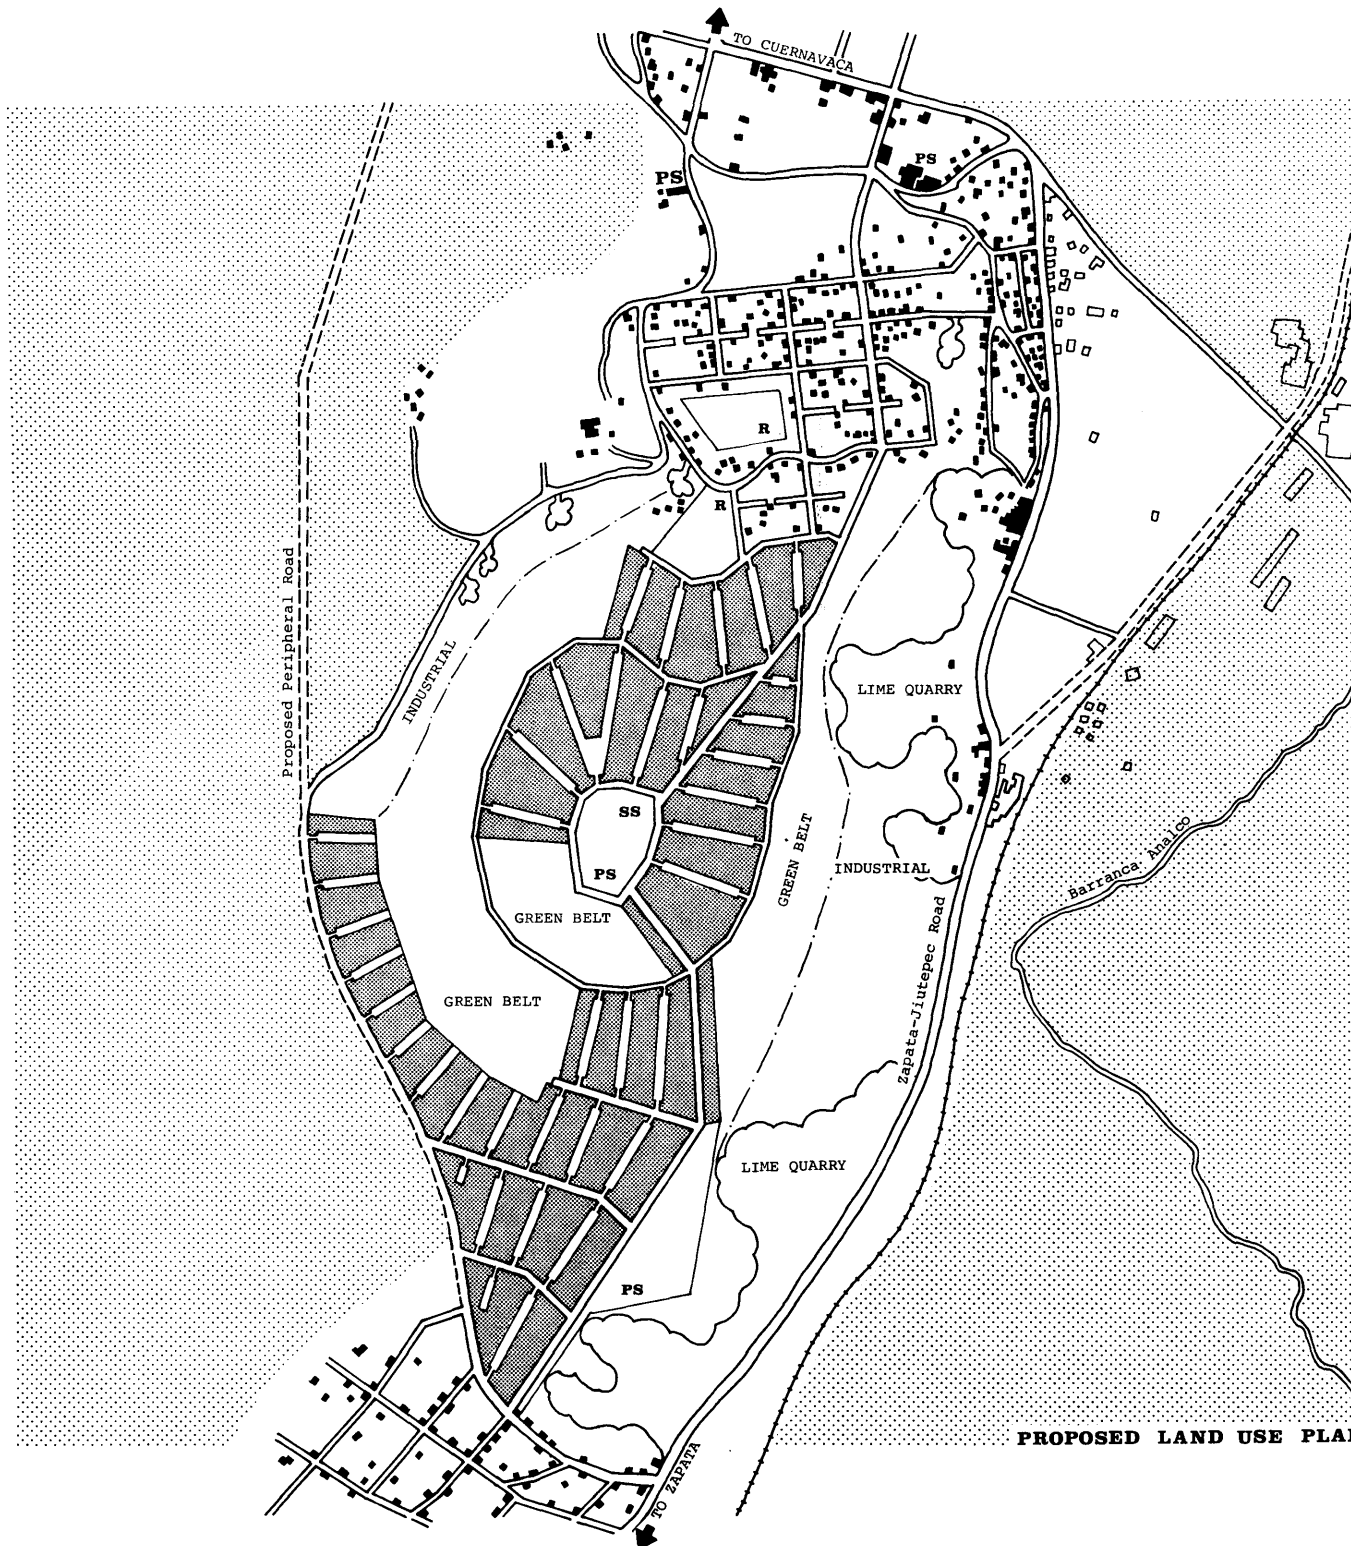 TO CUERNAVACA
PS
PS
R
R
Proposed Peripheral Road
INDUSTRIAL
LIME QUARRY
SS
GREEN BELT
PS
INDUSTRIAL
Barranca Analco
GREEN BELT
Zapata-Jiutepec Road
GREEN BELT
LIME QUARRY
PS
PROPOSED LAND USE PLA
TO ZAPATA